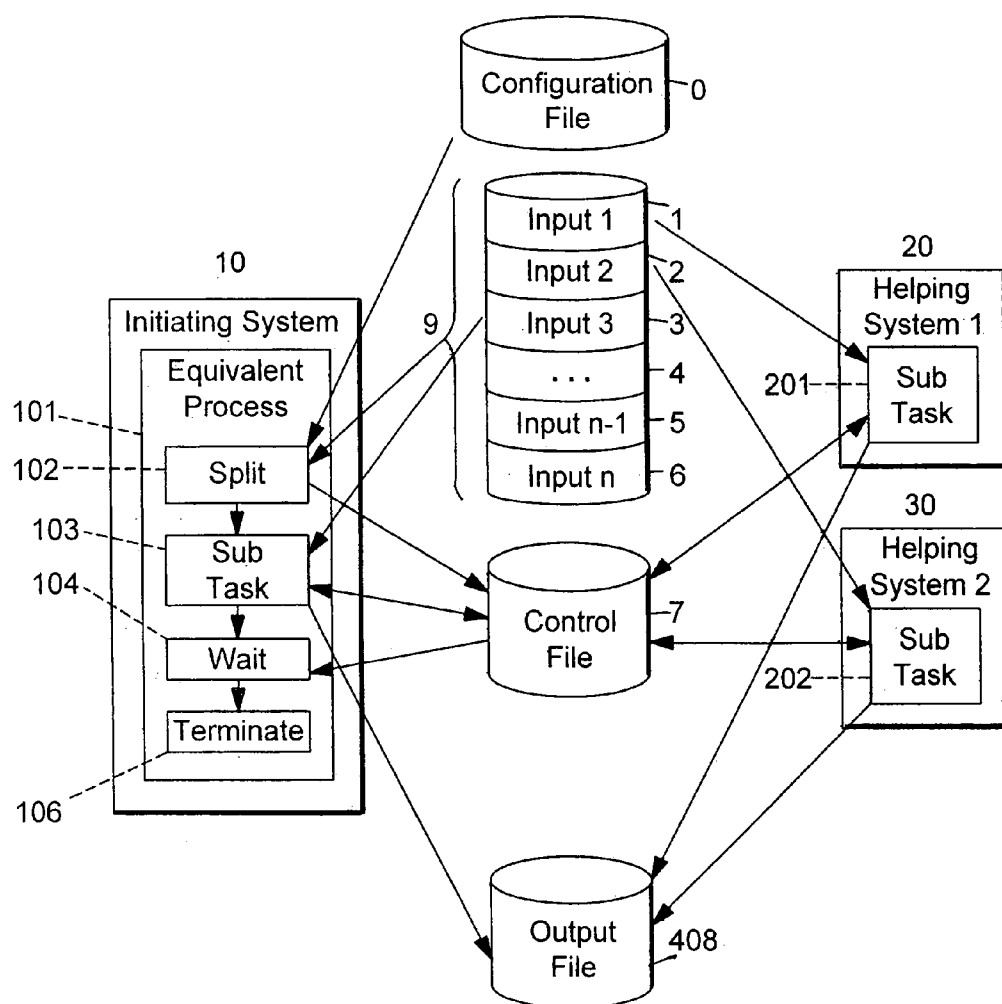 Configuration
File
0
Input 1
1
Input 2
2
Input 3
3
. . .
4
Input n-1
5
Input n
6
9
10
Initiating System
Equivalent
Process
101
102
Split
103
Sub
Task
104
Wait
Terminate
106
Control
File
7
20
Helping
System 1
201
Sub
Task
30
Helping
System 2
Sub
Task
202
Output
File
408